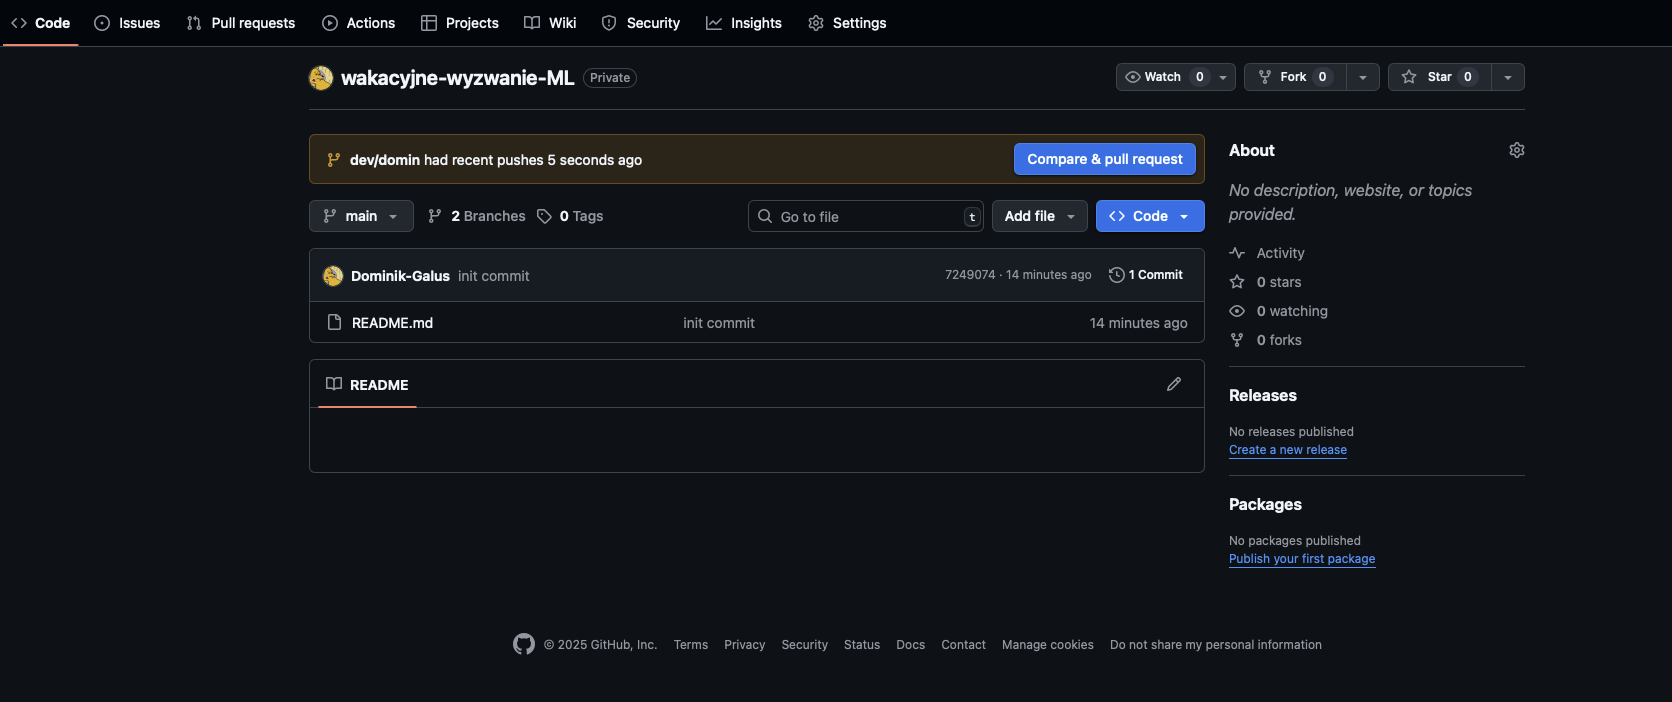 Code Issues Pull requests Actions Projects Wiki Security Insights Settings
wakacyjne-wyzwanie-ML Private Watch 0 Fork 0 Star 0
dev/domin had recent pushes 5 seconds ago Compare & pull request
main 2 Branches 0 Tags Go to file t Add file Code
Dominik-Galus init commit 7249074 · 14 minutes ago 1 Commit
README.md init commit 14 minutes ago
README
About
No description, website, or topics
provided.
Activity
0 stars
0 watching
0 forks
Releases
No releases published
Create a new release
Packages
No packages published
Publish your first package
© 2025 GitHub, Inc. Terms Privacy Security Status Docs Contact Manage cookies Do not share my personal information